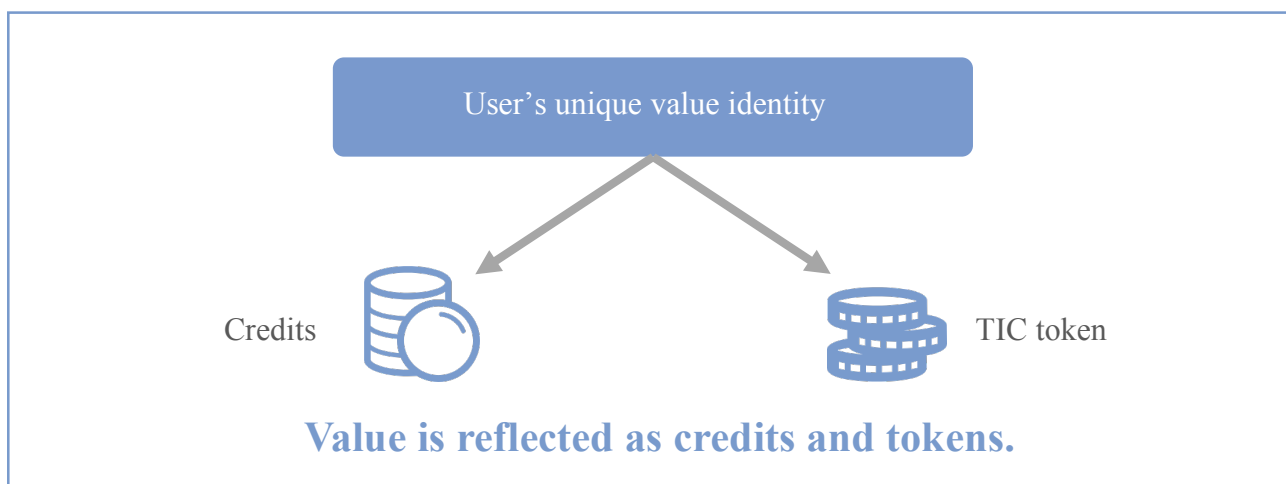 User’s unique value identity
Credits
TIC token
Value is reflected as credits and tokens.